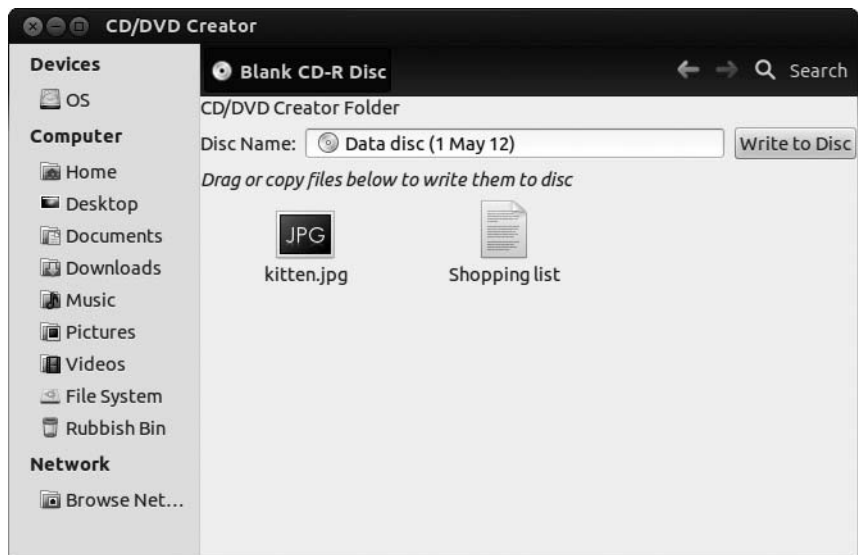 CD/DVD Creator
Devices
OS
Computer
Home
Desktop
Documents
Downloads
Music
Pictures
Videos
File System
Rubbish Bin
Network
Browse Net...
Blank CD-R Disc
Search
CD/DVD Creator Folder
Disc Name: Data disc (1 May 12) Write to Disc
Drag or copy files below to write them to disc
JPG
kitten.jpg Shopping list